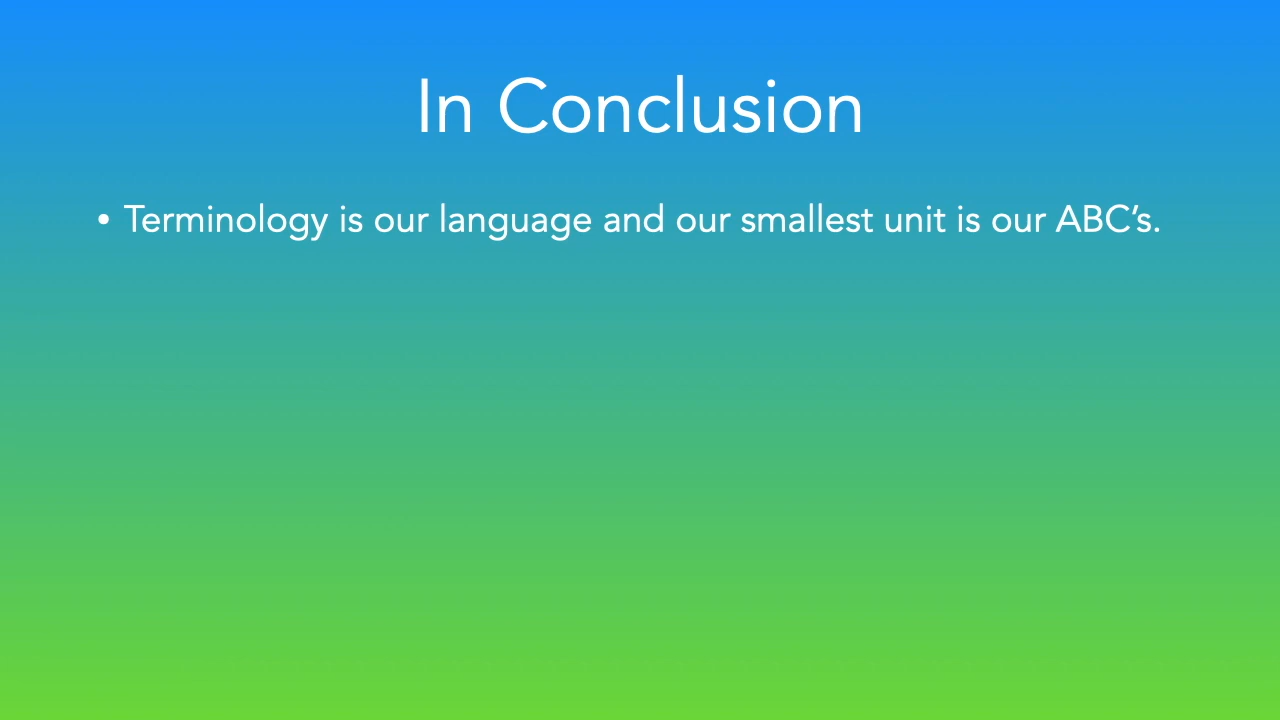 In Conclusion
• Terminology is our language and our smallest unit is our ABC’s.